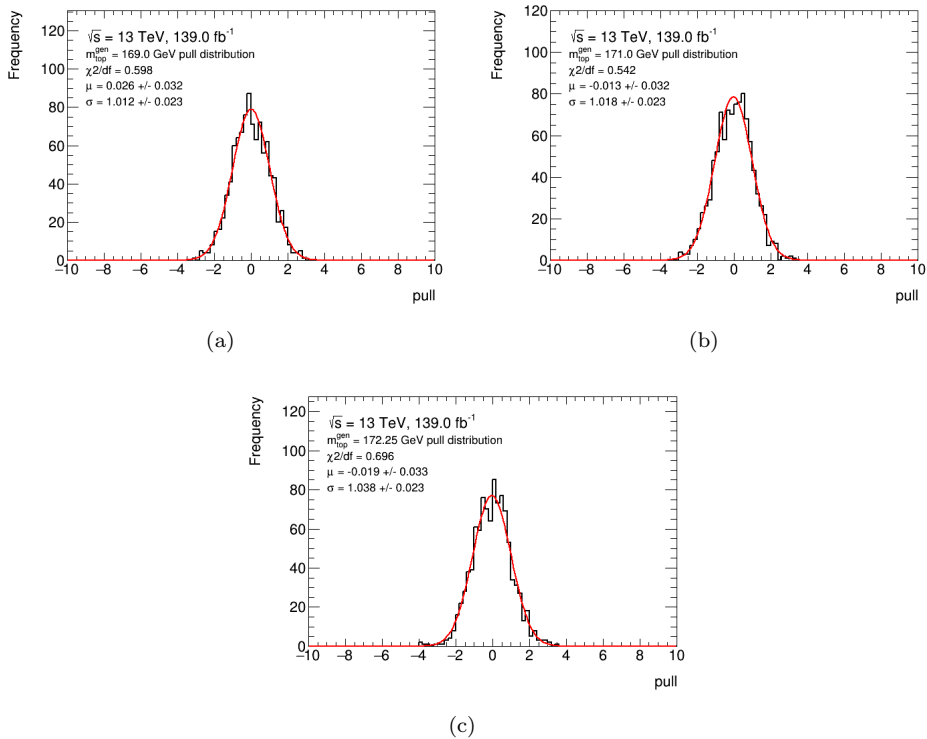 Frequency
120
100
80
60
40
20
0
√s = 13 TeV, 139.0 fb⁻¹
m_top^gen = 169.0 GeV pull distribution
χ2/df = 0.598
μ = 0.026 +/- 0.032
σ = 1.012 +/- 0.023
−10 −8 −6 −4 −2 0 2 4 6 8 10
pull
(a)
Frequency
120
100
80
60
40
20
0
√s = 13 TeV, 139.0 fb⁻¹
m_top^gen = 171.0 GeV pull distribution
χ2/df = 0.542
μ = -0.013 +/- 0.032
σ = 1.018 +/- 0.023
−10 −8 −6 −4 −2 0 2 4 6 8 10
pull
(b)
Frequency
120
100
80
60
40
20
0
√s = 13 TeV, 139.0 fb⁻¹
m_top^gen = 172.25 GeV pull distribution
χ2/df = 0.696
μ = -0.019 +/- 0.033
σ = 1.038 +/- 0.023
−10 −8 −6 −4 −2 0 2 4 6 8 10
pull
(c)